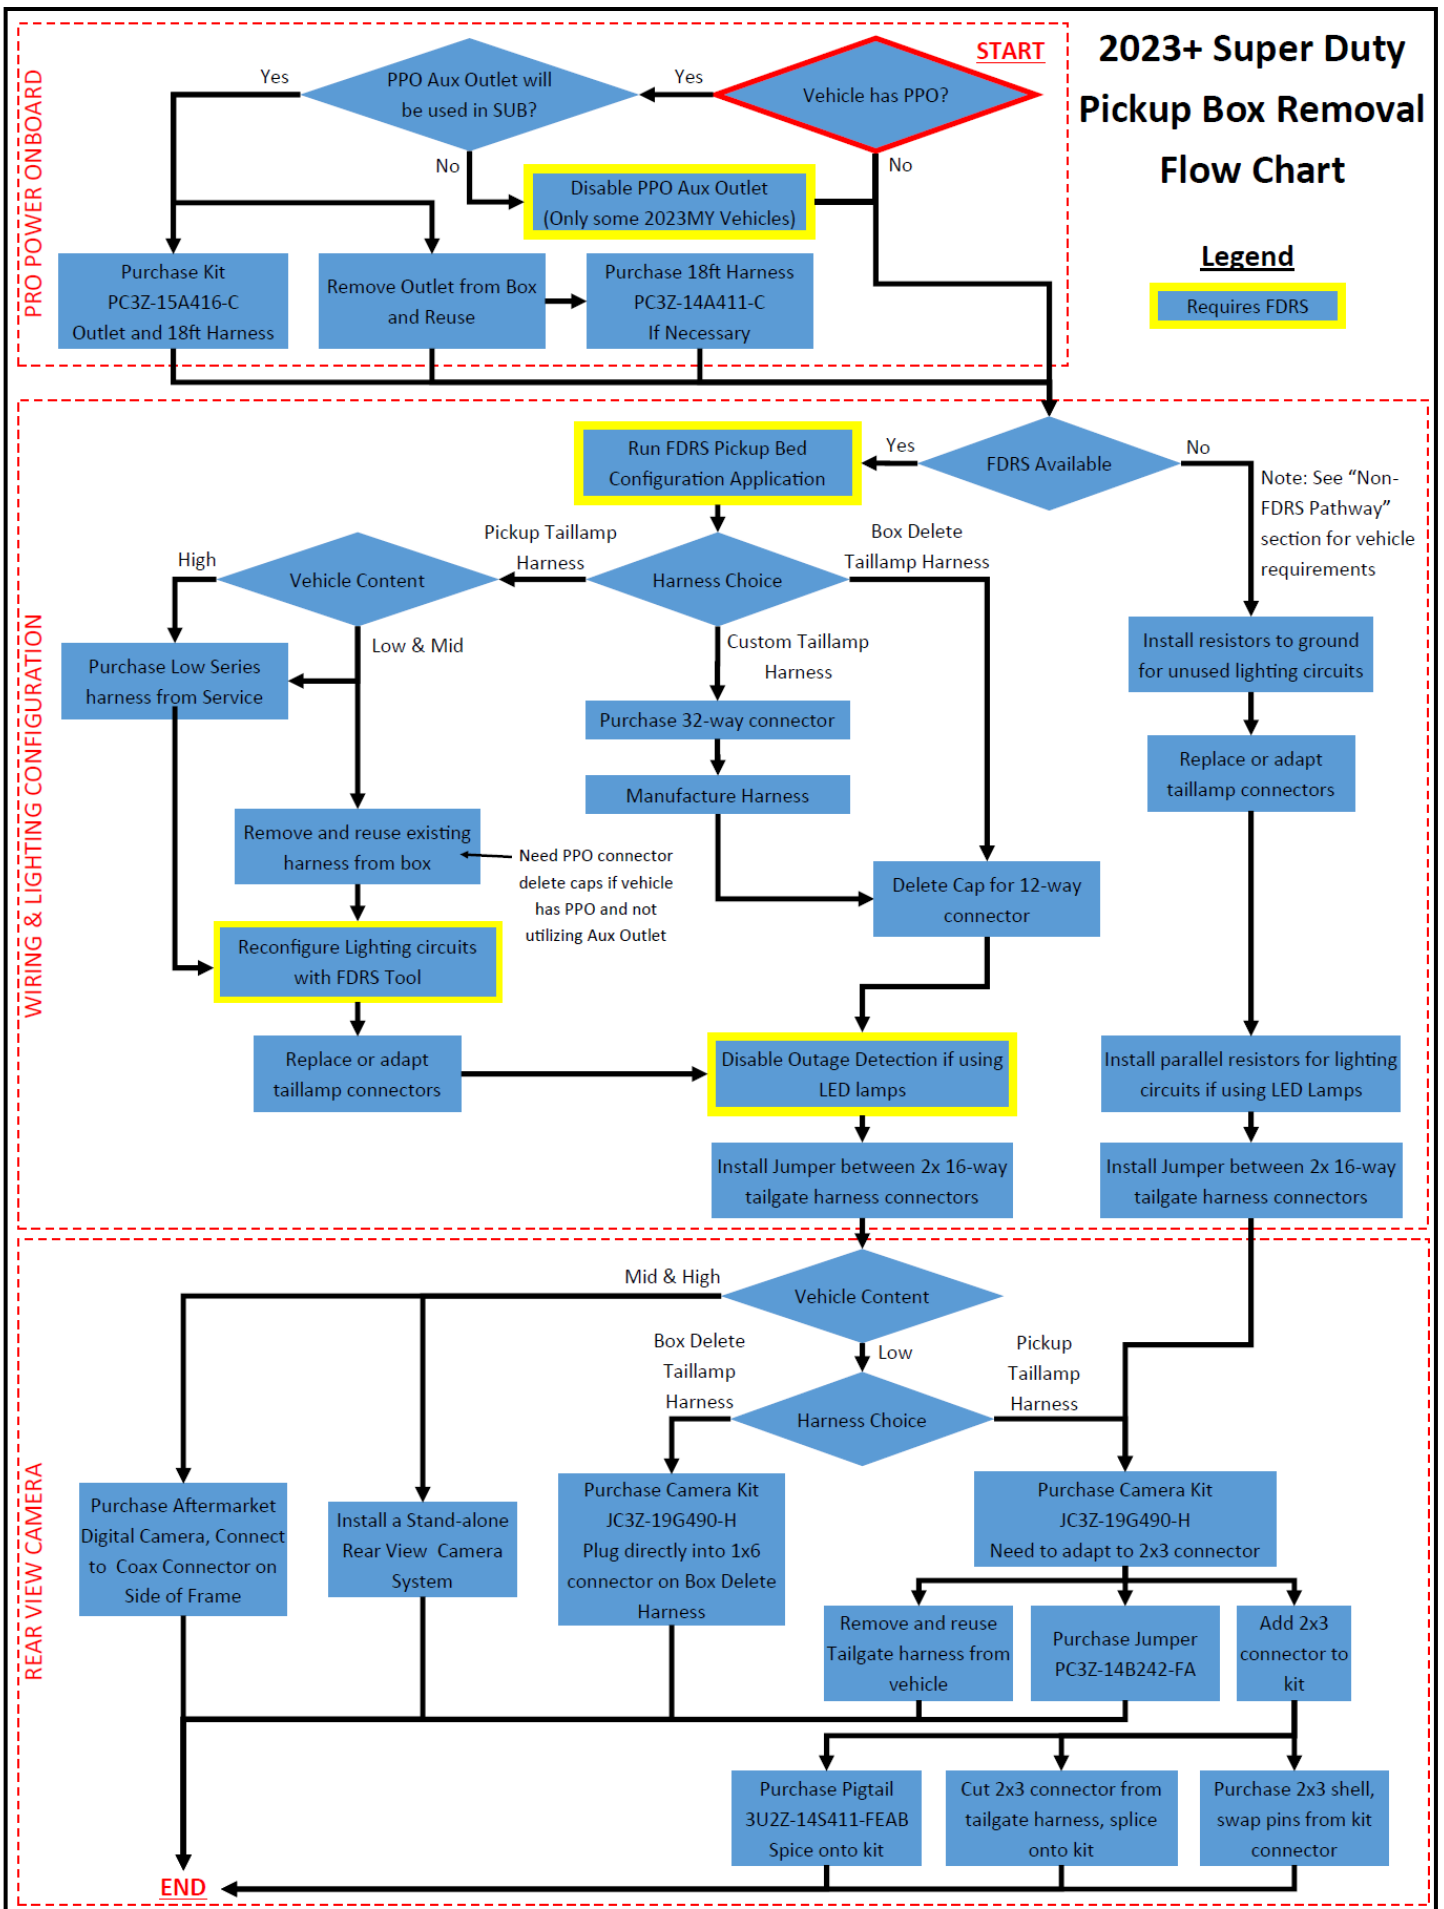 2023+ Super Duty
Pickup Box Removal
Flow Chart
Legend
Requires FDRS
PRO POWER ONBOARD
START
Vehicle has PPO?
Yes
No
PPO Aux Outlet will
be used in SUB?
Yes
No
Disable PPO Aux Outlet
(Only some 2023MY Vehicles)
Purchase Kit
PC3Z-15A416-C
Outlet and 18ft Harness
Remove Outlet from Box
and Reuse
Purchase 18ft Harness
PC3Z-14A411-C
If Necessary
WIRING & LIGHTING CONFIGURATION
FDRS Available
Yes
No
Run FDRS Pickup Bed
Configuration Application
Note: See “Non-
FDRS Pathway”
section for vehicle
requirements
Harness Choice
Pickup Taillamp
Harness
Box Delete
Taillamp Harness
Custom Taillamp
Harness
Vehicle Content
High
Low & Mid
Purchase Low Series
harness from Service
Purchase 32-way connector
Manufacture Harness
Remove and reuse existing
harness from box
Need PPO connector
delete caps if vehicle
has PPO and not
utilizing Aux Outlet
Delete Cap for 12-way
connector
Reconfigure Lighting circuits
with FDRS Tool
Replace or adapt
taillamp connectors
Disable Outage Detection if using
LED lamps
Install Jumper between 2x 16-way
tailgate harness connectors
Install resistors to ground
for unused lighting circuits
Replace or adapt
taillamp connectors
Install parallel resistors for lighting
circuits if using LED Lamps
Install Jumper between 2x 16-way
tailgate harness connectors
REAR VIEW CAMERA
Vehicle Content
Mid & High
Low
Harness Choice
Box Delete
Taillamp
Harness
Pickup
Taillamp
Harness
Purchase Aftermarket
Digital Camera, Connect
to Coax Connector on
Side of Frame
Install a Stand-alone
Rear View Camera
System
Purchase Camera Kit
JC3Z-19G490-H
Plug directly into 1x6
connector on Box Delete
Harness
Purchase Camera Kit
JC3Z-19G490-H
Need to adapt to 2x3 connector
Remove and reuse
Tailgate harness from
vehicle
Purchase Jumper
PC3Z-14B242-FA
Add 2x3
connector to
kit
Purchase Pigtail
3U2Z-14S411-FEAB
Spice onto kit
Cut 2x3 connector from
tailgate harness, splice
onto kit
Purchase 2x3 shell,
swap pins from kit
connector
END